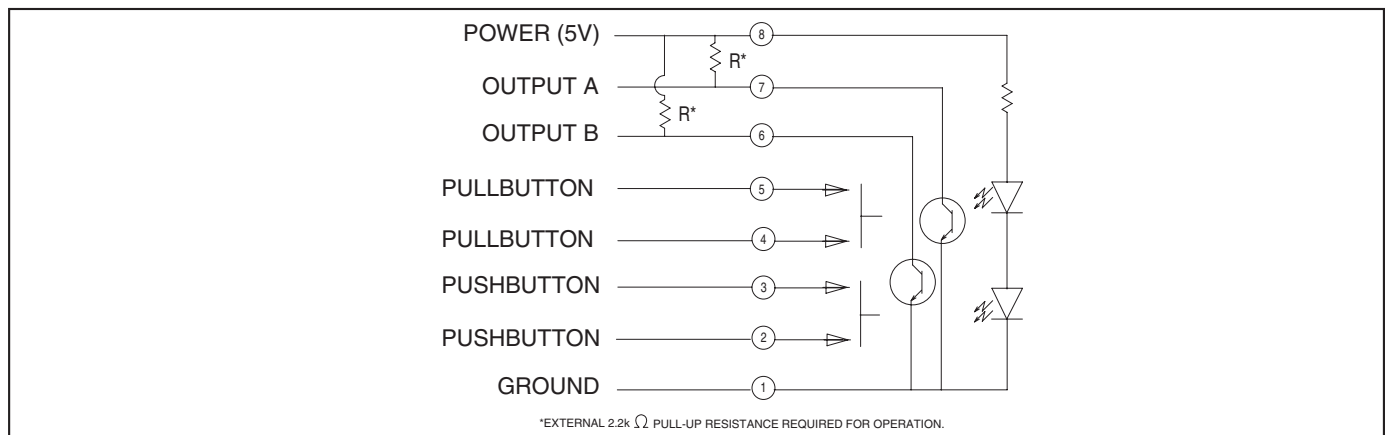 POWER (5V) 8
R*
OUTPUT A 7
R*
OUTPUT B 6
PULLBUTTON 5
PULLBUTTON 4
PUSHBUTTON 3
PUSHBUTTON 2
GROUND 1
*EXTERNAL 2.2k Ω PULL-UP RESISTANCE REQUIRED FOR OPERATION.